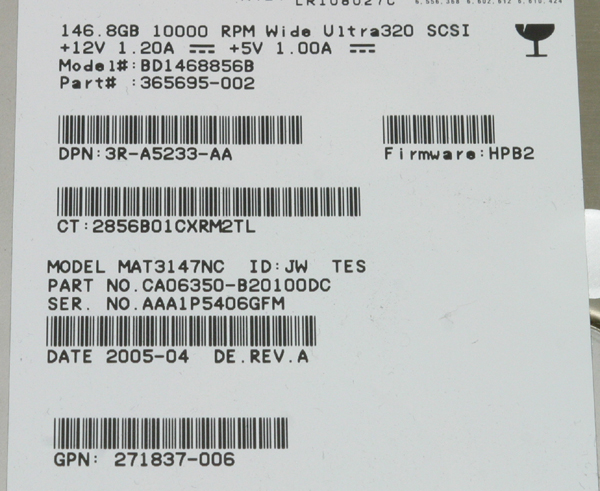 LR108027C
146.8GB 10000 RPM Wide Ultra320 SCSI
+12V 1.20A +5V 1.00A
Model#:BD1468856B
Part# :365695-002
DPN:3R-A5233-AA
Firmware:HPB2
CT:2856B01CXRM2TL
MODEL MAT3147NC ID:JW TES
PART NO.CA06350-B20100DC
SER. NO.AAA1P5406GFM
DATE 2005-04 DE.REV.A
GPN: 271837-006